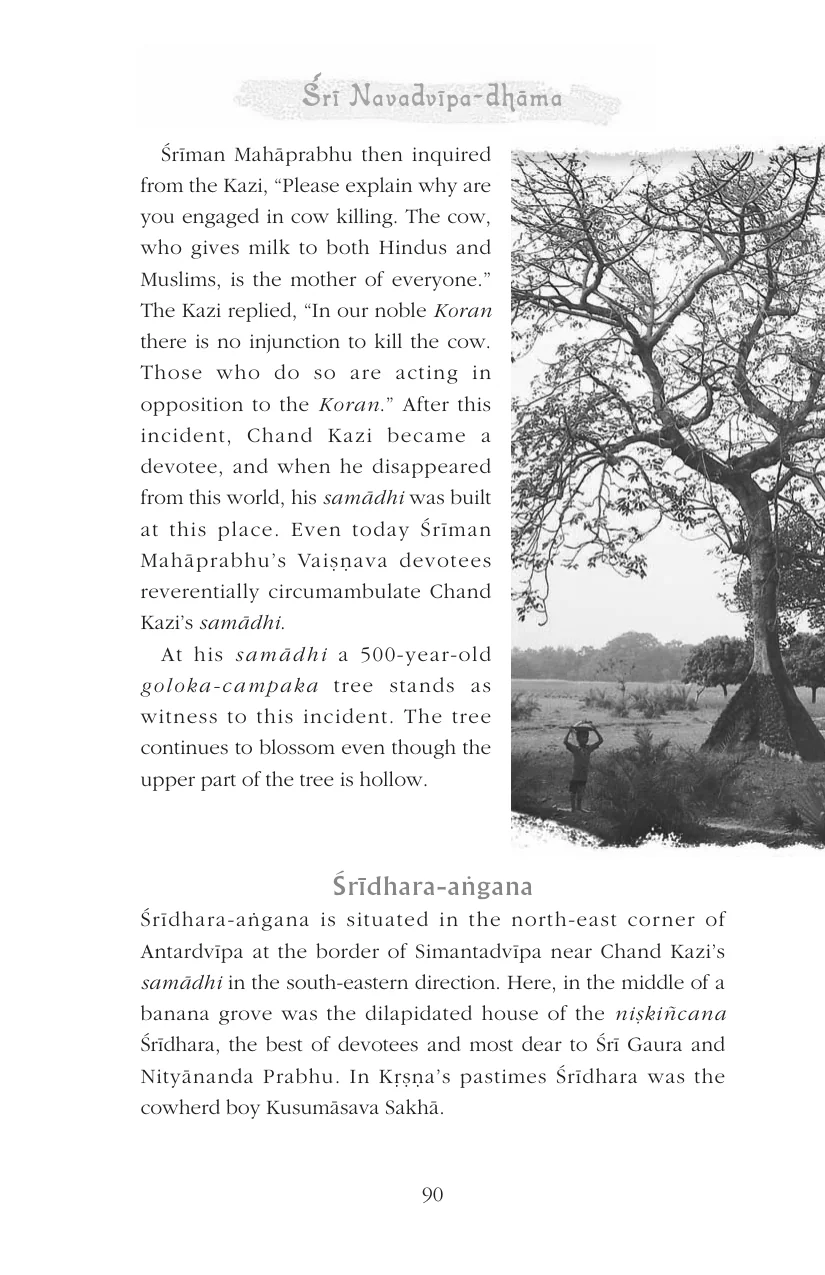 Śrī Navadvīpa-dhāma
Śrīman Mahāprabhu then inquired
from the Kazi, “Please explain why are
you engaged in cow killing. The cow,
who gives milk to both Hindus and
Muslims, is the mother of everyone.”
The Kazi replied, “In our noble Koran
there is no injunction to kill the cow.
Those who do so are acting in
opposition to the Koran.” After this
incident, Chand Kazi became a
devotee, and when he disappeared
from this world, his samādhi was built
at this place. Even today Śrīman
Mahāprabhu’s Vaiṣṇava devotees
reverentially circumambulate Chand
Kazi’s samādhi.
At his samādhi a 500-year-old
goloka-campaka tree stands as
witness to this incident. The tree
continues to blossom even though the
upper part of the tree is hollow.
Śrīdhara-aṅgana
Śrīdhara-aṅgana is situated in the north-east corner of
Antardvīpa at the border of Simantadvīpa near Chand Kazi’s
samādhi in the south-eastern direction. Here, in the middle of a
banana grove was the dilapidated house of the niṣkiñcana
Śrīdhara, the best of devotees and most dear to Śrī Gaura and
Nityānanda Prabhu. In Kṛṣṇa’s pastimes Śrīdhara was the
cowherd boy Kusumāsava Sakhā.
90